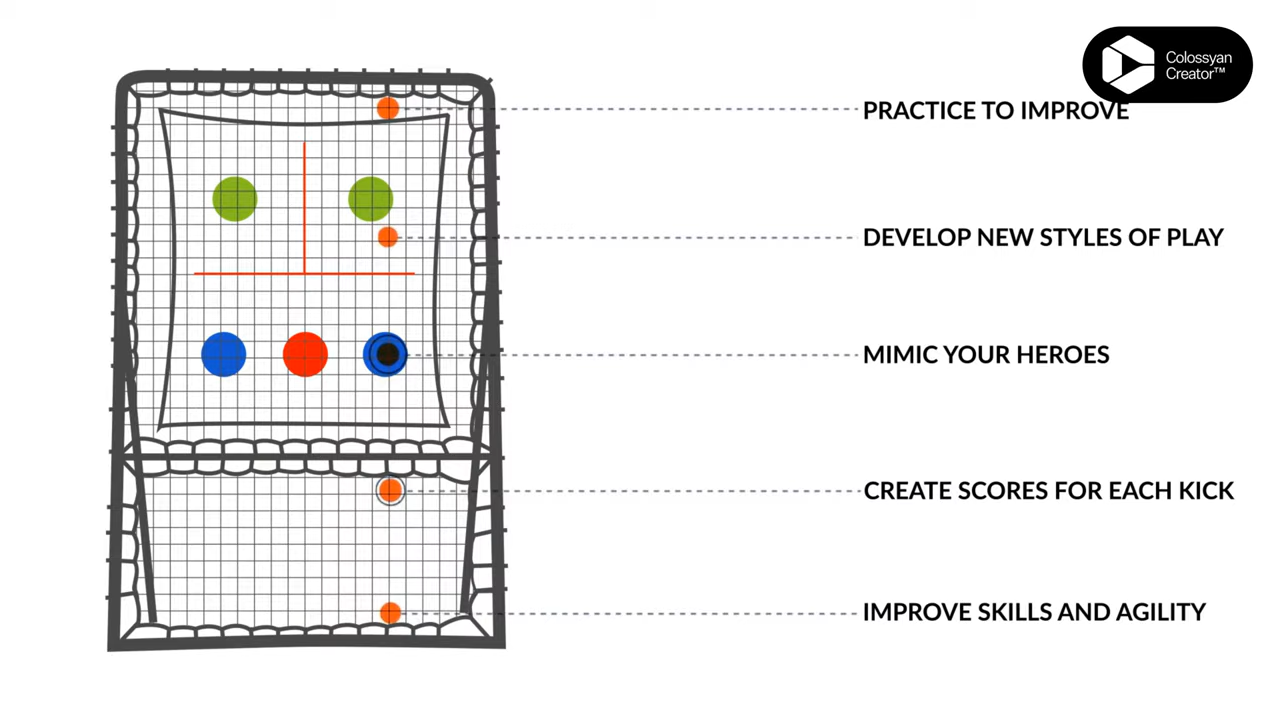 Colossyan
Creator™
PRACTICE TO IMPROVE
DEVELOP NEW STYLES OF PLAY
MIMIC YOUR HEROES
CREATE SCORES FOR EACH KICK
IMPROVE SKILLS AND AGILITY